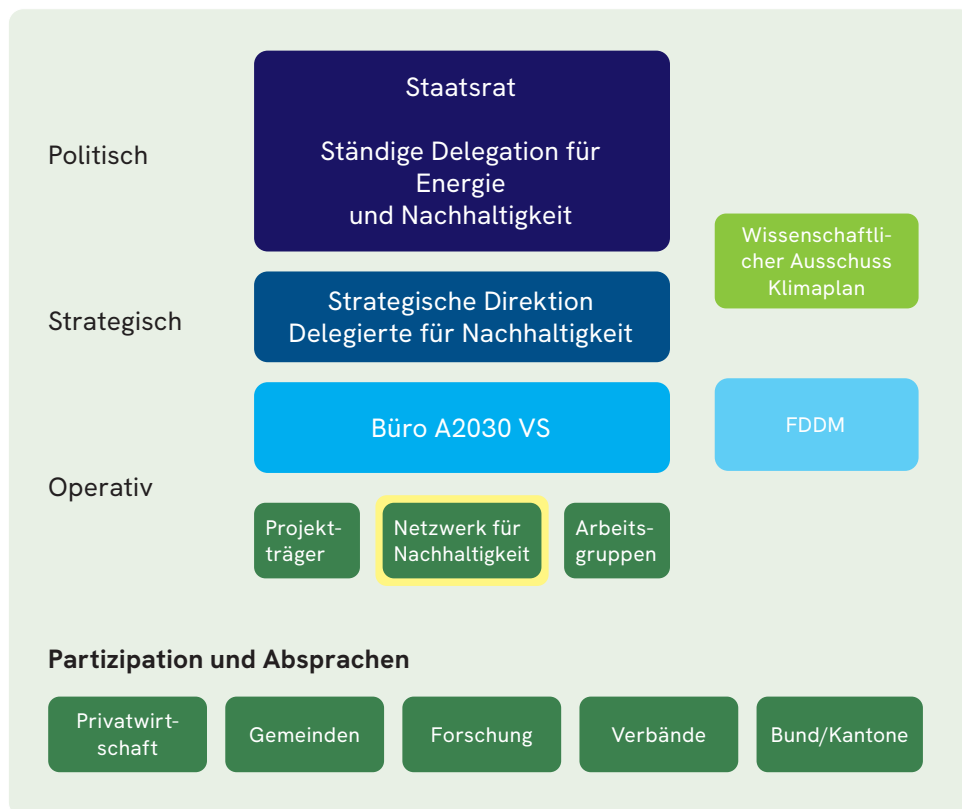 Politisch
Staatsrat
Ständige Delegation für
Energie
und Nachhaltigkeit
Wissenschaftli-
cher Ausschuss
Klimaplan
Strategisch
Strategische Direktion
Delegierte für Nachhaltigkeit
Operativ
Büro A2030 VS
FDDM
Projekt-
träger
Netzwerk für
Nachhaltigkeit
Arbeits-
gruppen
Partizipation und Absprachen
Privatwirt-
schaft
Gemeinden
Forschung
Verbände
Bund/Kantone